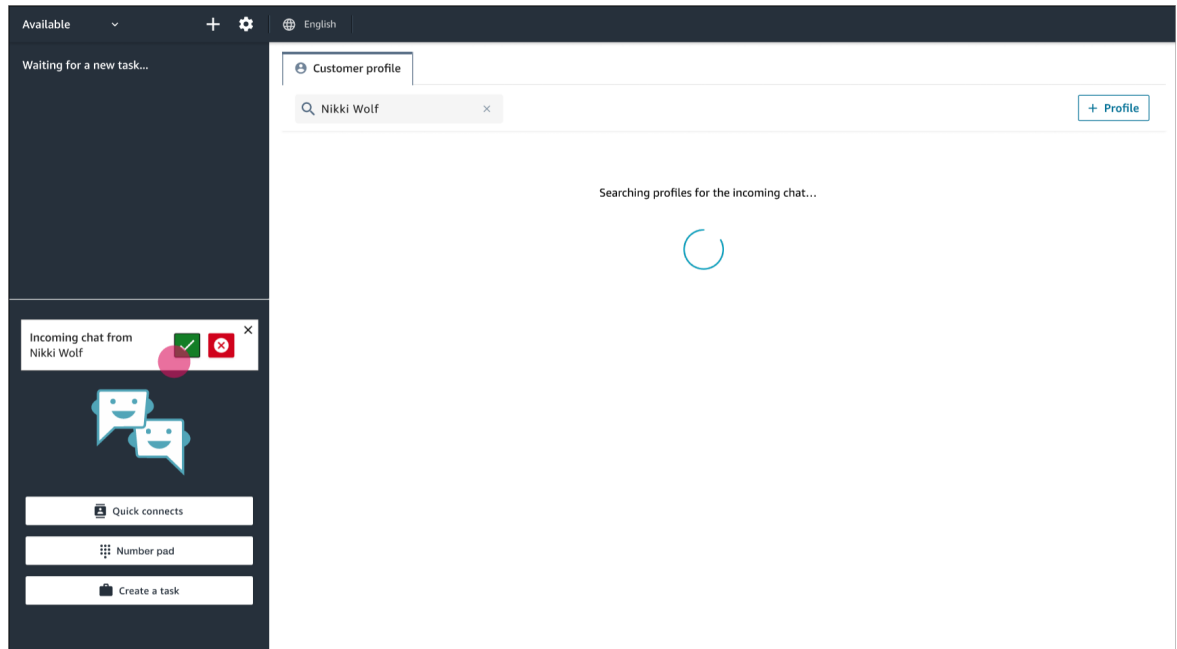 Available
English
Waiting for a new task...
Customer profile
Nikki Wolf
+ Profile
Searching profiles for the incoming chat...
Incoming chat from
Nikki Wolf
Quick connects
Number pad
Create a task